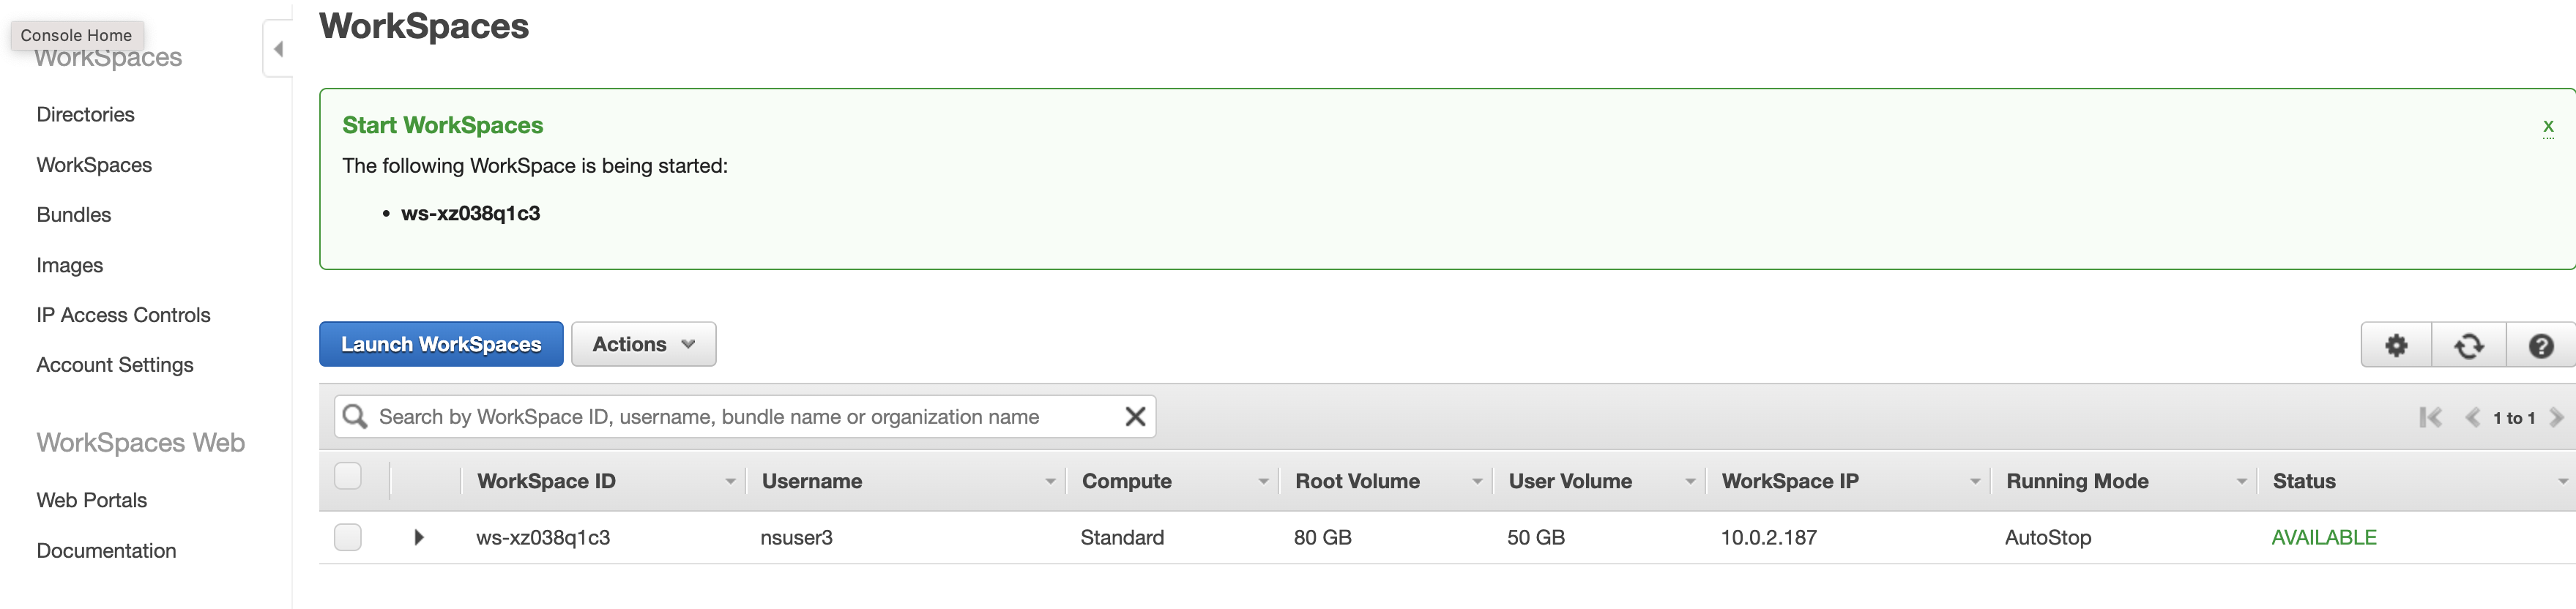 Console Home
WorkSpaces
Directories
WorkSpaces
Bundles
Images
IP Access Controls
Account Settings
WorkSpaces Web
Web Portals
Documentation
WorkSpaces
Start WorkSpaces
x
The following WorkSpace is being started:
• ws-xz038q1c3
Launch WorkSpaces Actions
Search by WorkSpace ID, username, bundle name or organization name
1 to 1
WorkSpace ID Username Compute Root Volume User Volume WorkSpace IP Running Mode Status
ws-xz038q1c3 nsuser3 Standard 80 GB 50 GB 10.0.2.187 AutoStop AVAILABLE